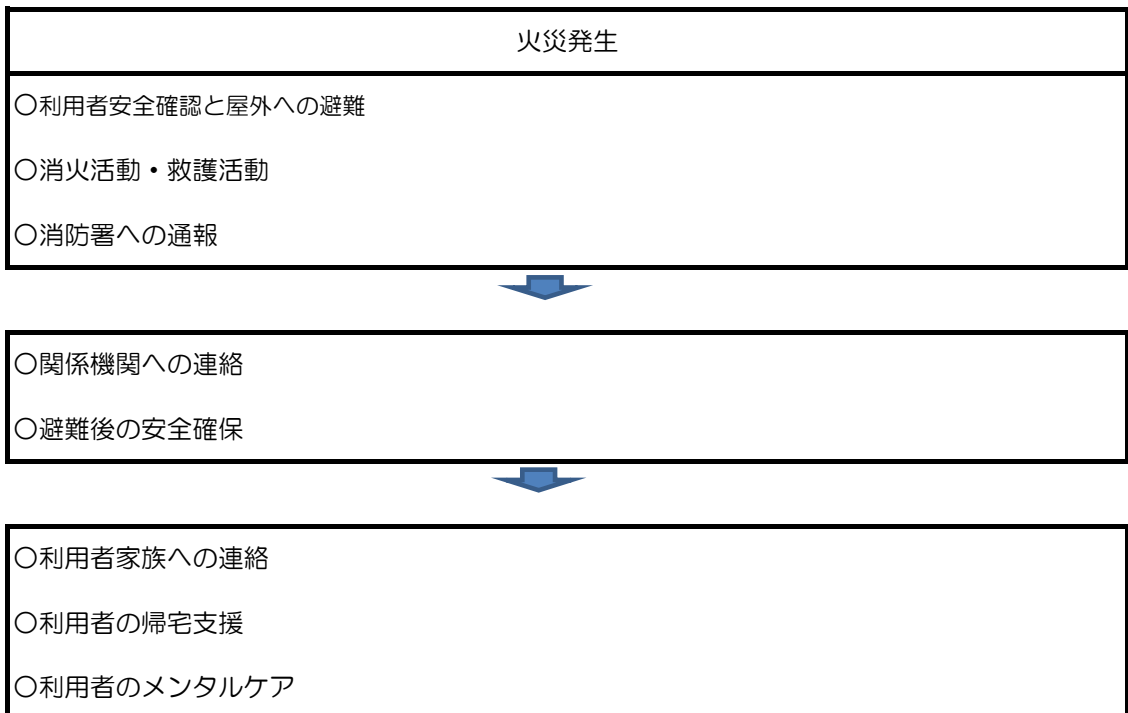 火災発生
〇利用者安全確認と屋外への避難
〇消火活動・救護活動
〇消防署への通報
〇関係機関への連絡
〇避難後の安全確保
〇利用者家族への連絡
〇利用者の帰宅支援
〇利用者のメンタルケア